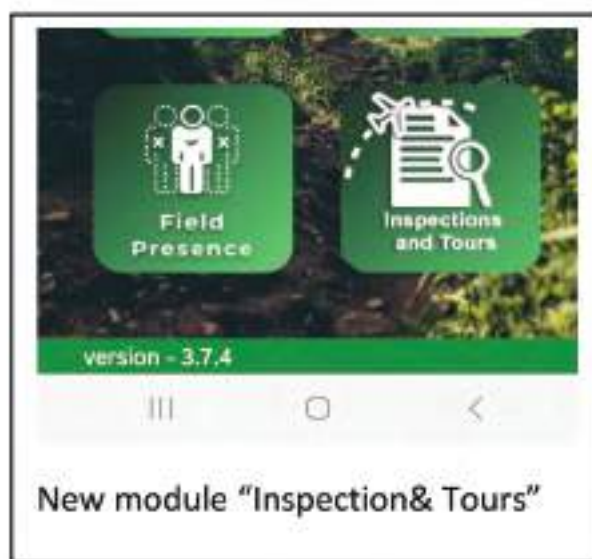 Field
Presence
Inspections
and Tours
version - 3.7.4
New module “Inspection& Tours”